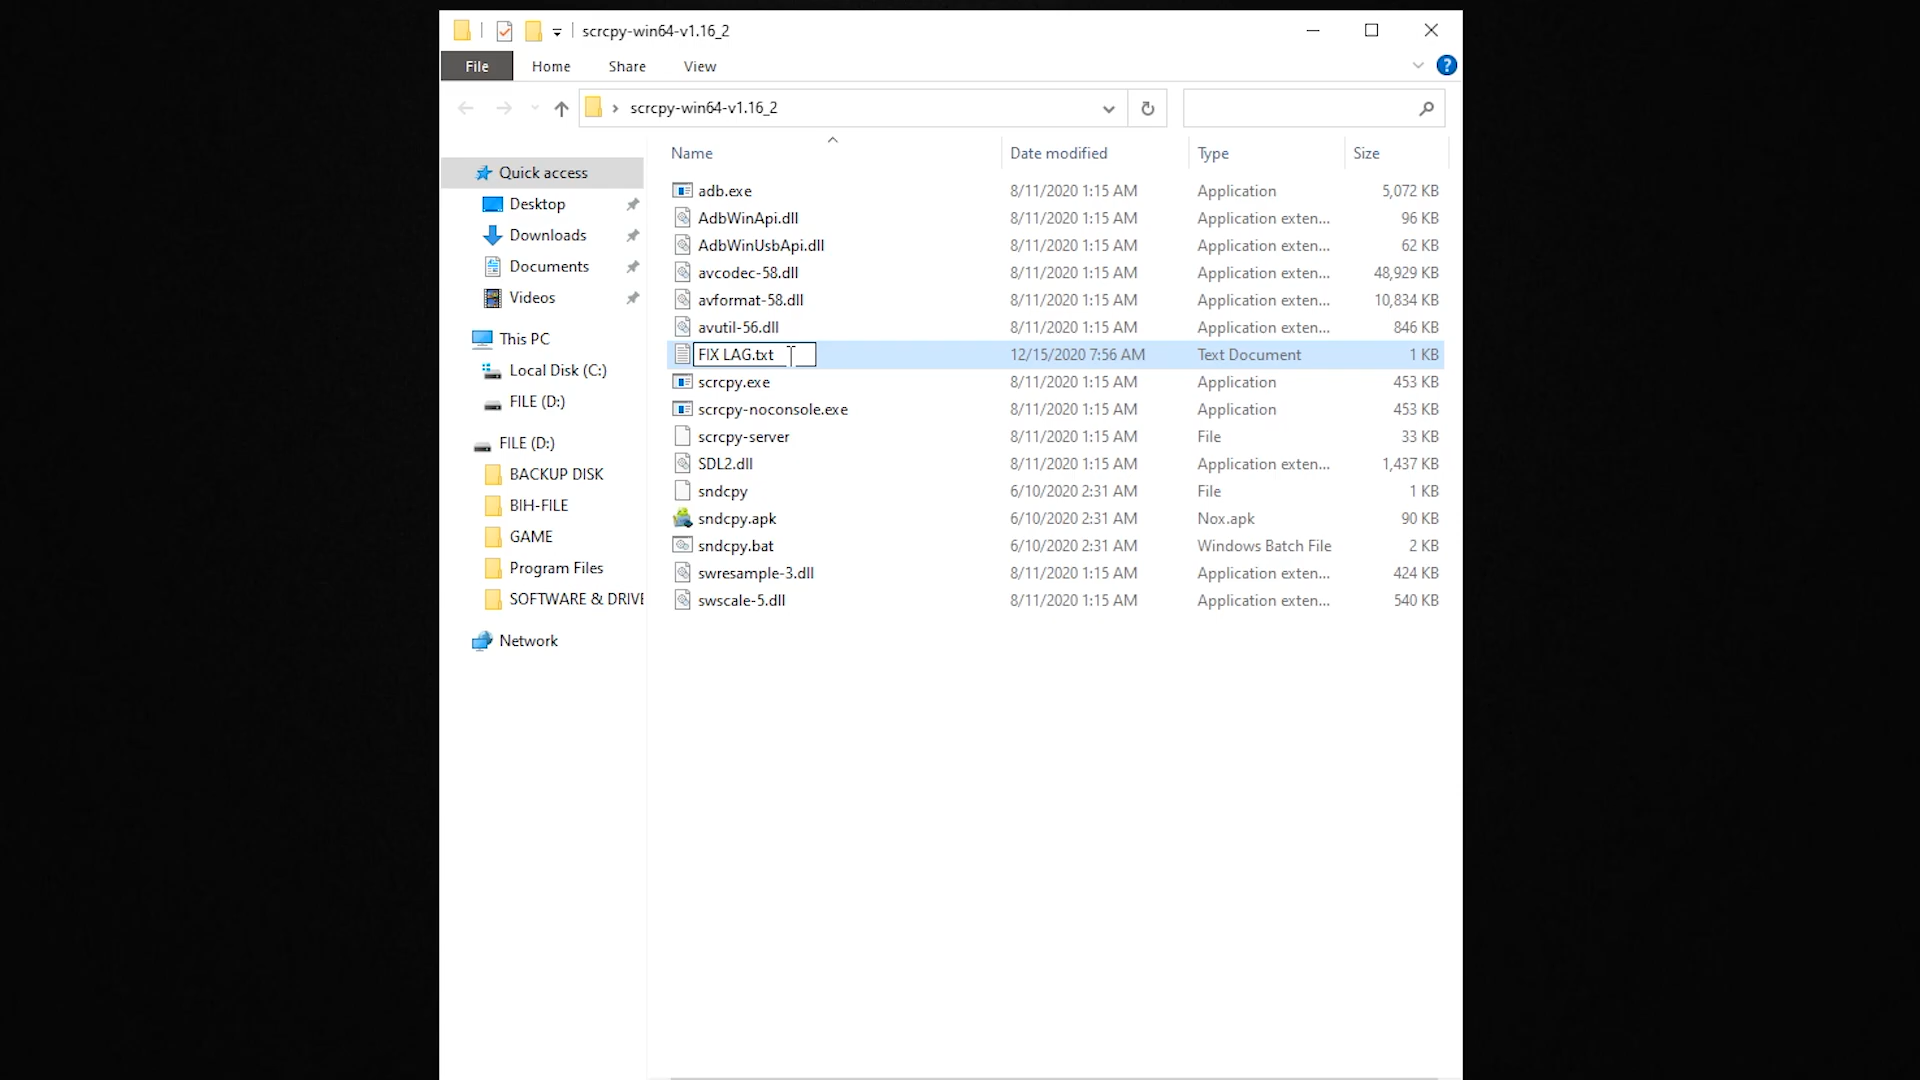 scrcpy-win64-v1.16_2
File Home Share View
scrcpy-win64-v1.16_2
Name Date modified Type Size
Quick access
Desktop
Downloads
Documents
Videos
This PC
Local Disk (C:)
FILE (D:)
FILE (D:)
BACKUP DISK
BIH-FILE
GAME
Program Files
SOFTWARE & DRIVE
Network
adb.exe 8/11/2020 1:15 AM Application 5,072 KB
AdbWinApi.dll 8/11/2020 1:15 AM Application exten... 96 KB
AdbWinUsbApi.dll 8/11/2020 1:15 AM Application exten... 62 KB
avcodec-58.dll 8/11/2020 1:15 AM Application exten... 48,929 KB
avformat-58.dll 8/11/2020 1:15 AM Application exten... 10,834 KB
avutil-56.dll 8/11/2020 1:15 AM Application exten... 846 KB
FIX LAG.txt 12/15/2020 7:56 AM Text Document 1 KB
scrcpy.exe 8/11/2020 1:15 AM Application 453 KB
scrcpy-noconsole.exe 8/11/2020 1:15 AM Application 453 KB
scrcpy-server 8/11/2020 1:15 AM File 33 KB
SDL2.dll 8/11/2020 1:15 AM Application exten... 1,437 KB
sndcpy 6/10/2020 2:31 AM File 1 KB
sndcpy.apk 6/10/2020 2:31 AM Nox.apk 90 KB
sndcpy.bat 6/10/2020 2:31 AM Windows Batch File 2 KB
swresample-3.dll 8/11/2020 1:15 AM Application exten... 424 KB
swscale-5.dll 8/11/2020 1:15 AM Application exten... 540 KB